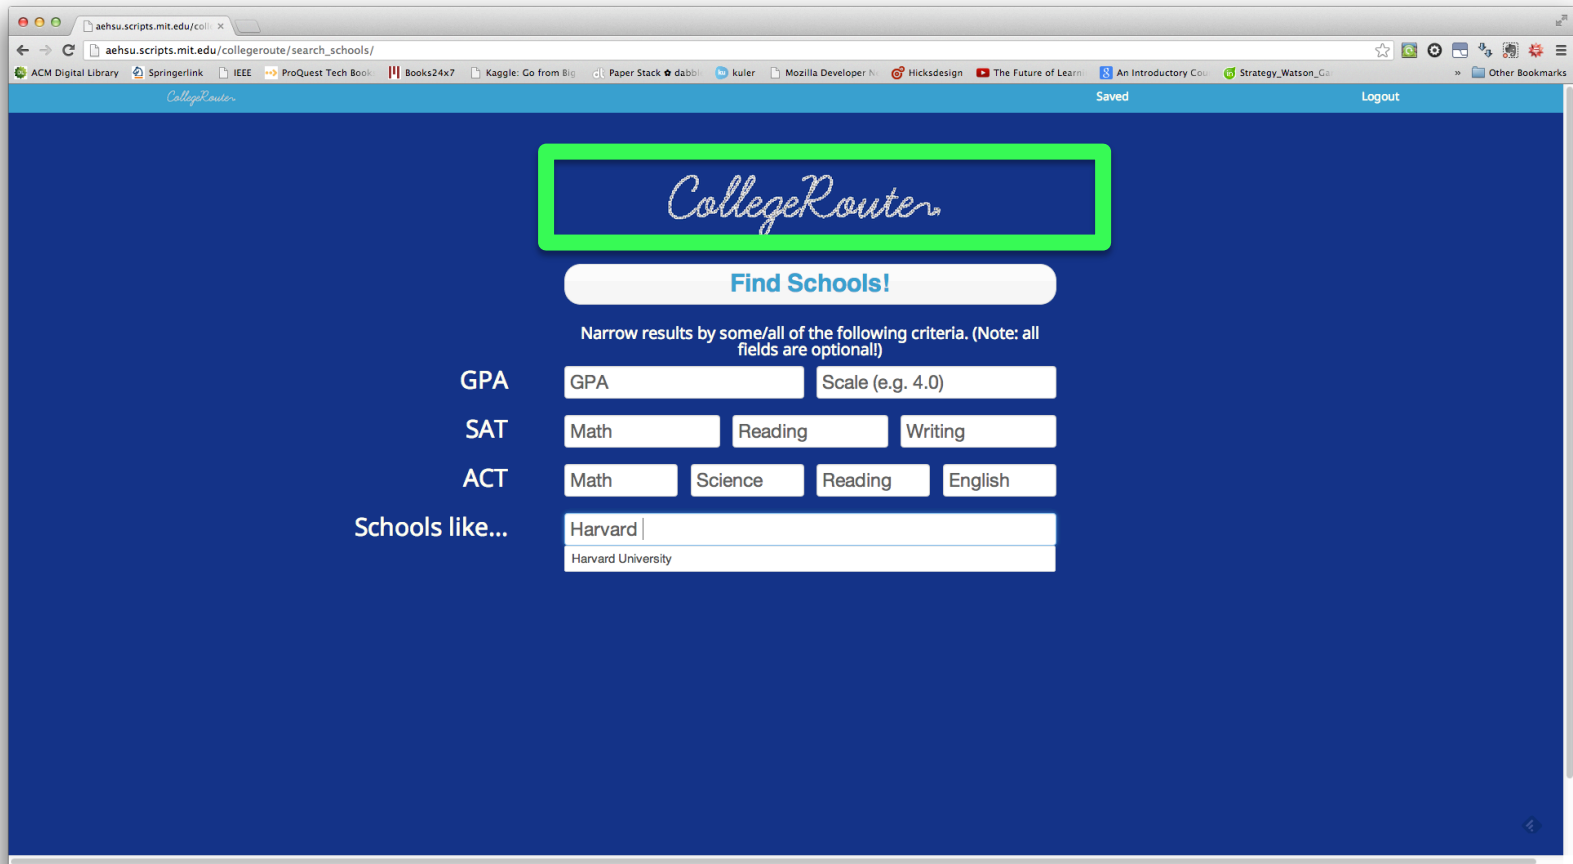 aehsu.scripts.mit.edu/coll
aehsu.scripts.mit.edu/collegeroute/search_schools/
ACM Digital Library Springerlink IEEE ProQuest Tech Book Books24x7 Kaggle: Go from Big Paper Stack ✿ dabbl kuler Mozilla Developer N Hicksdesign The Future of Learn An Introductory Cou Strategy_Watson_Ga » Other Bookmarks
CollegeRoute Saved Logout
CollegeRoute
Find Schools!
Narrow results by some/all of the following criteria. (Note: all
fields are optional!)
GPA GPA Scale (e.g. 4.0)
SAT Math Reading Writing
ACT Math Science Reading English
Schools like... Harvard
Harvard University